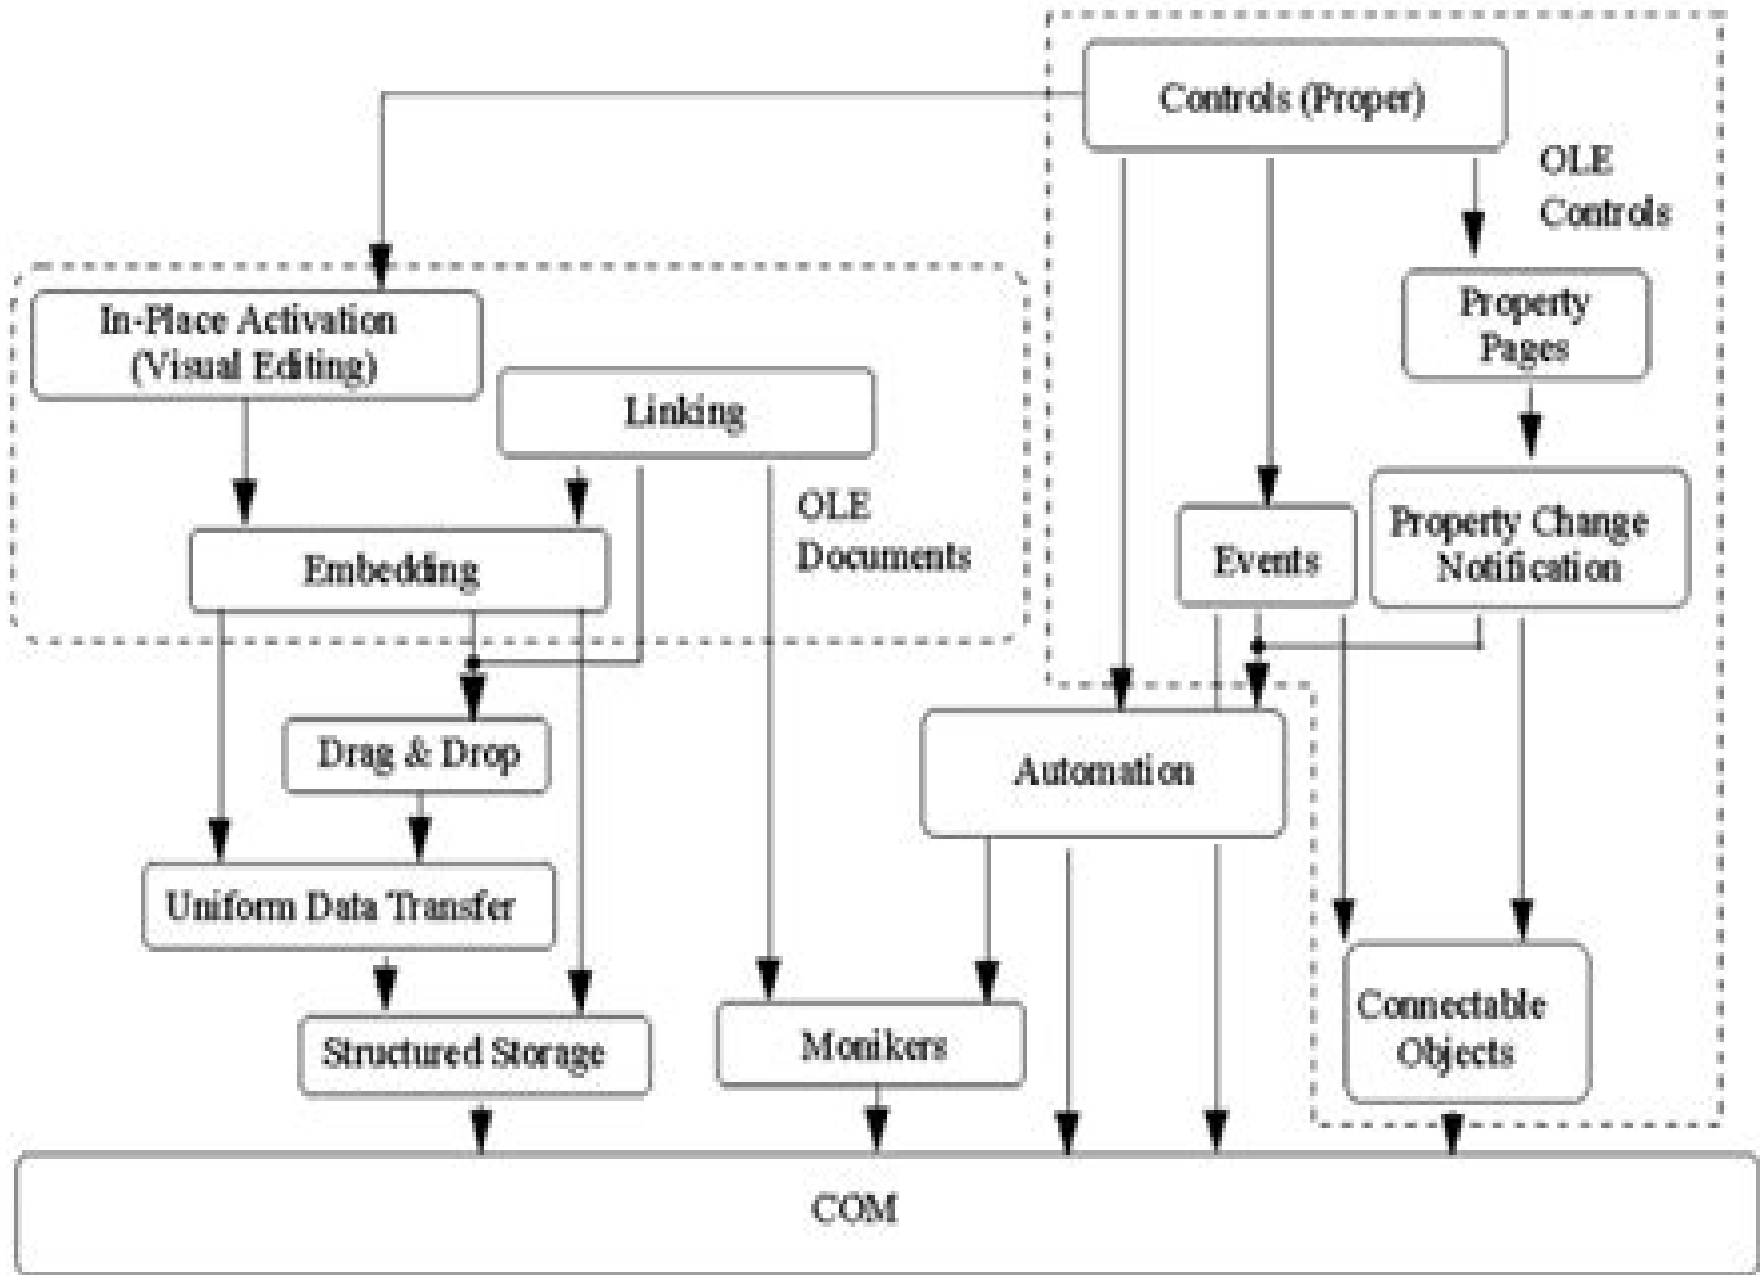 Controls (Proper)
OLE
Controls
Property
Pages
In-Place Activation
(Visual Editing)
Linking
OLE
Documents
Embedding
Events
Property Change
Notification
Drag & Drop
Automation
Uniform Data Transfer
Structured Storage
Monikers
Connectable
Objects
COM